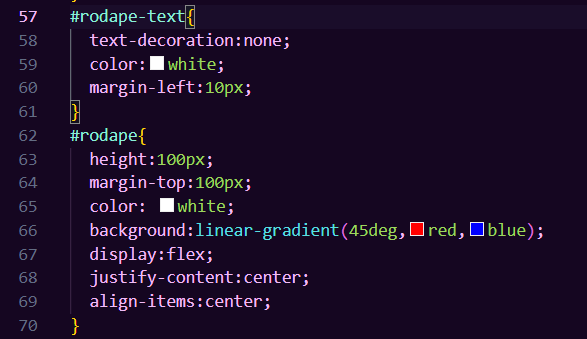 57 #rodape-text{
58 text-decoration:none;
59 color: white;
60 margin-left:10px;
61 }
62 #rodape{
63 height:100px;
64 margin-top:100px;
65 color: white;
66 background:linear-gradient(45deg, red, blue);
67 display:flex;
68 justify-content:center;
69 align-items:center;
70 }